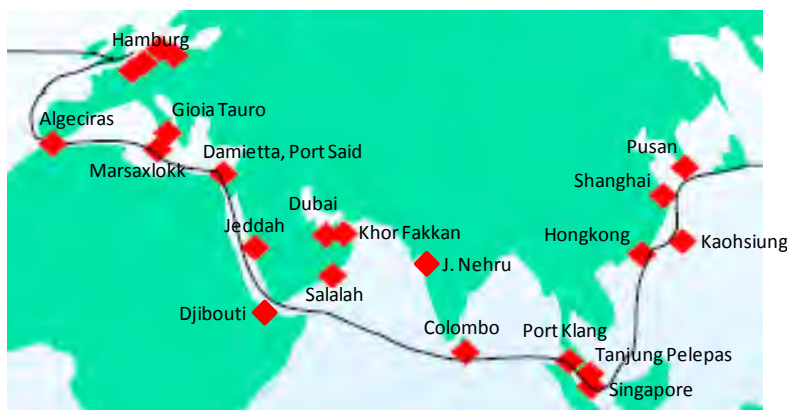 Hamburg
Gioia Tauro
Algeciras
Damietta, Port Said
Marsaxlokk
Pusan
Shanghai
Dubai
Jeddah
Khor Fakkan
Hongkong
Kaohsiung
J. Nehru
Salalah
Djibouti
Colombo
Port Klang
Tanjung Pelepas
Singapore